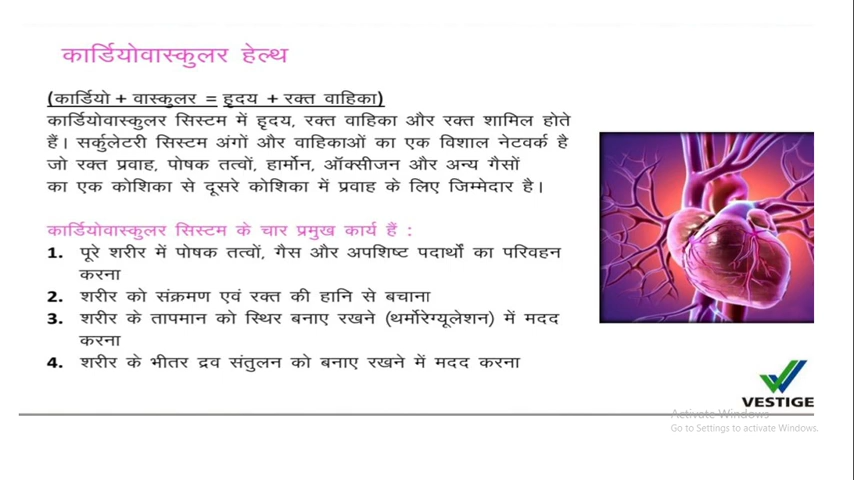 कार्डियोवास्कुलर हेल्थ
(कार्डियो + वास्कुलर = हृदय + रक्त वाहिका)
कार्डियोवास्कुलर सिस्टम में हृदय, रक्त वाहिका और रक्त शामिल होते
हैं। सर्कुलेटरी सिस्टम अंगों और वाहिकाओं का एक विशाल नेटवर्क है
जो रक्त प्रवाह, पोषक तत्वों, हार्मोन, ऑक्सीजन और अन्य गैसों
का एक कोशिका से दूसरे कोशिका में प्रवाह के लिए जिम्मेदार है।
कार्डियोवास्कुलर सिस्टम के चार प्रमुख कार्य हैं :
1. पूरे शरीर में पोषक तत्वों, गैस और अपशिष्ट पदार्थों का परिवहन
करना
2. शरीर को संक्रमण एवं रक्त की हानि से बचाना
3. शरीर के तापमान को स्थिर बनाए रखने (थर्मोरेग्यूलेशन) में मदद
करना
4. शरीर के भीतर द्रव संतुलन को बनाए रखने में मदद करना
VESTIGE
Activate Windows
Go to Settings to activate Windows.